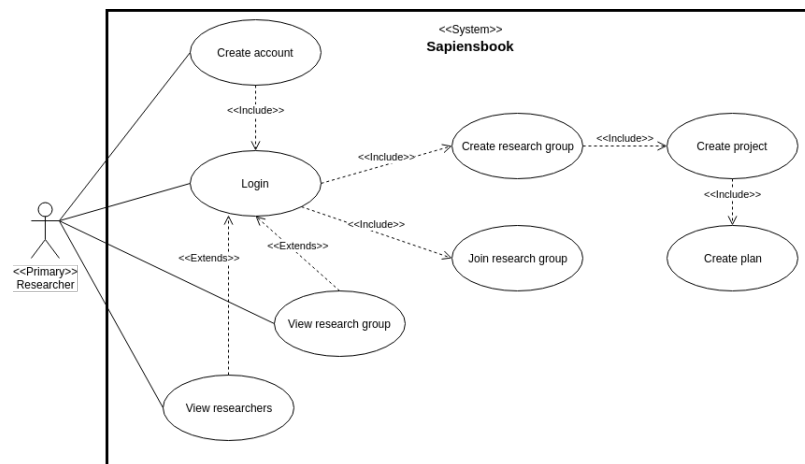 <<System>>
Sapiensbook
Create account
<<Include>>
Create research group
<<Include>>
Create project
<<Include>>
Login
<<Include>>
<<Include>>
<<Extends>>
<<Extends>>
Join research group
Create plan
<<Primary>>
Researcher
View research group
View researchers